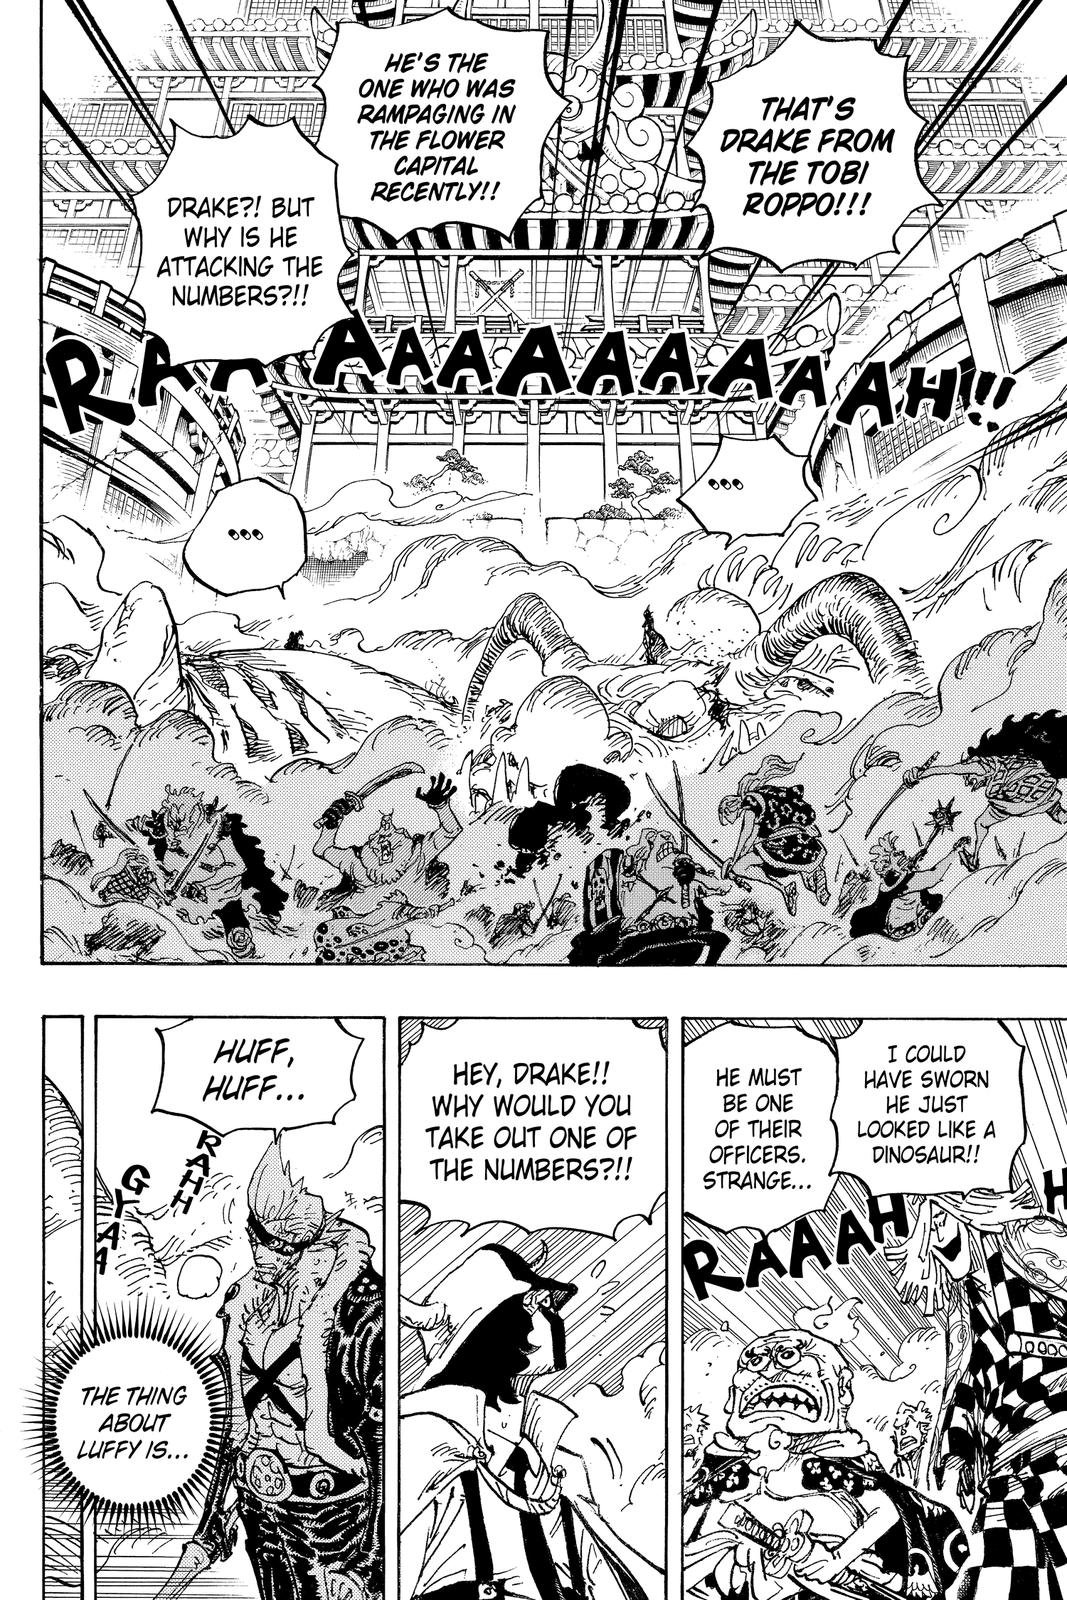 THAT'S
DRAKE FROM
THE TOBI
ROPPO!!!
HE'S THE
ONE WHO WAS
RAMPAGING IN
THE FLOWER
CAPITAL
RECENTLY!!
DRAKE?! BUT
WHY IS HE
ATTACKING THE
NUMBERS?!!
RAAAAAAAAAAAAH!!!
...
...
I COULD
HAVE SWORN
HE JUST
LOOKED LIKE A
DINOSAUR!!
HE MUST
BE ONE
OF THEIR
OFFICERS.
STRANGE...
RAAAH
H
HEY, DRAKE!!
WHY WOULD YOU
TAKE OUT ONE OF
THE NUMBERS?!!
HUFF,
HUFF...
RAHH
GYAA
THE THING
ABOUT
LUFFY IS...